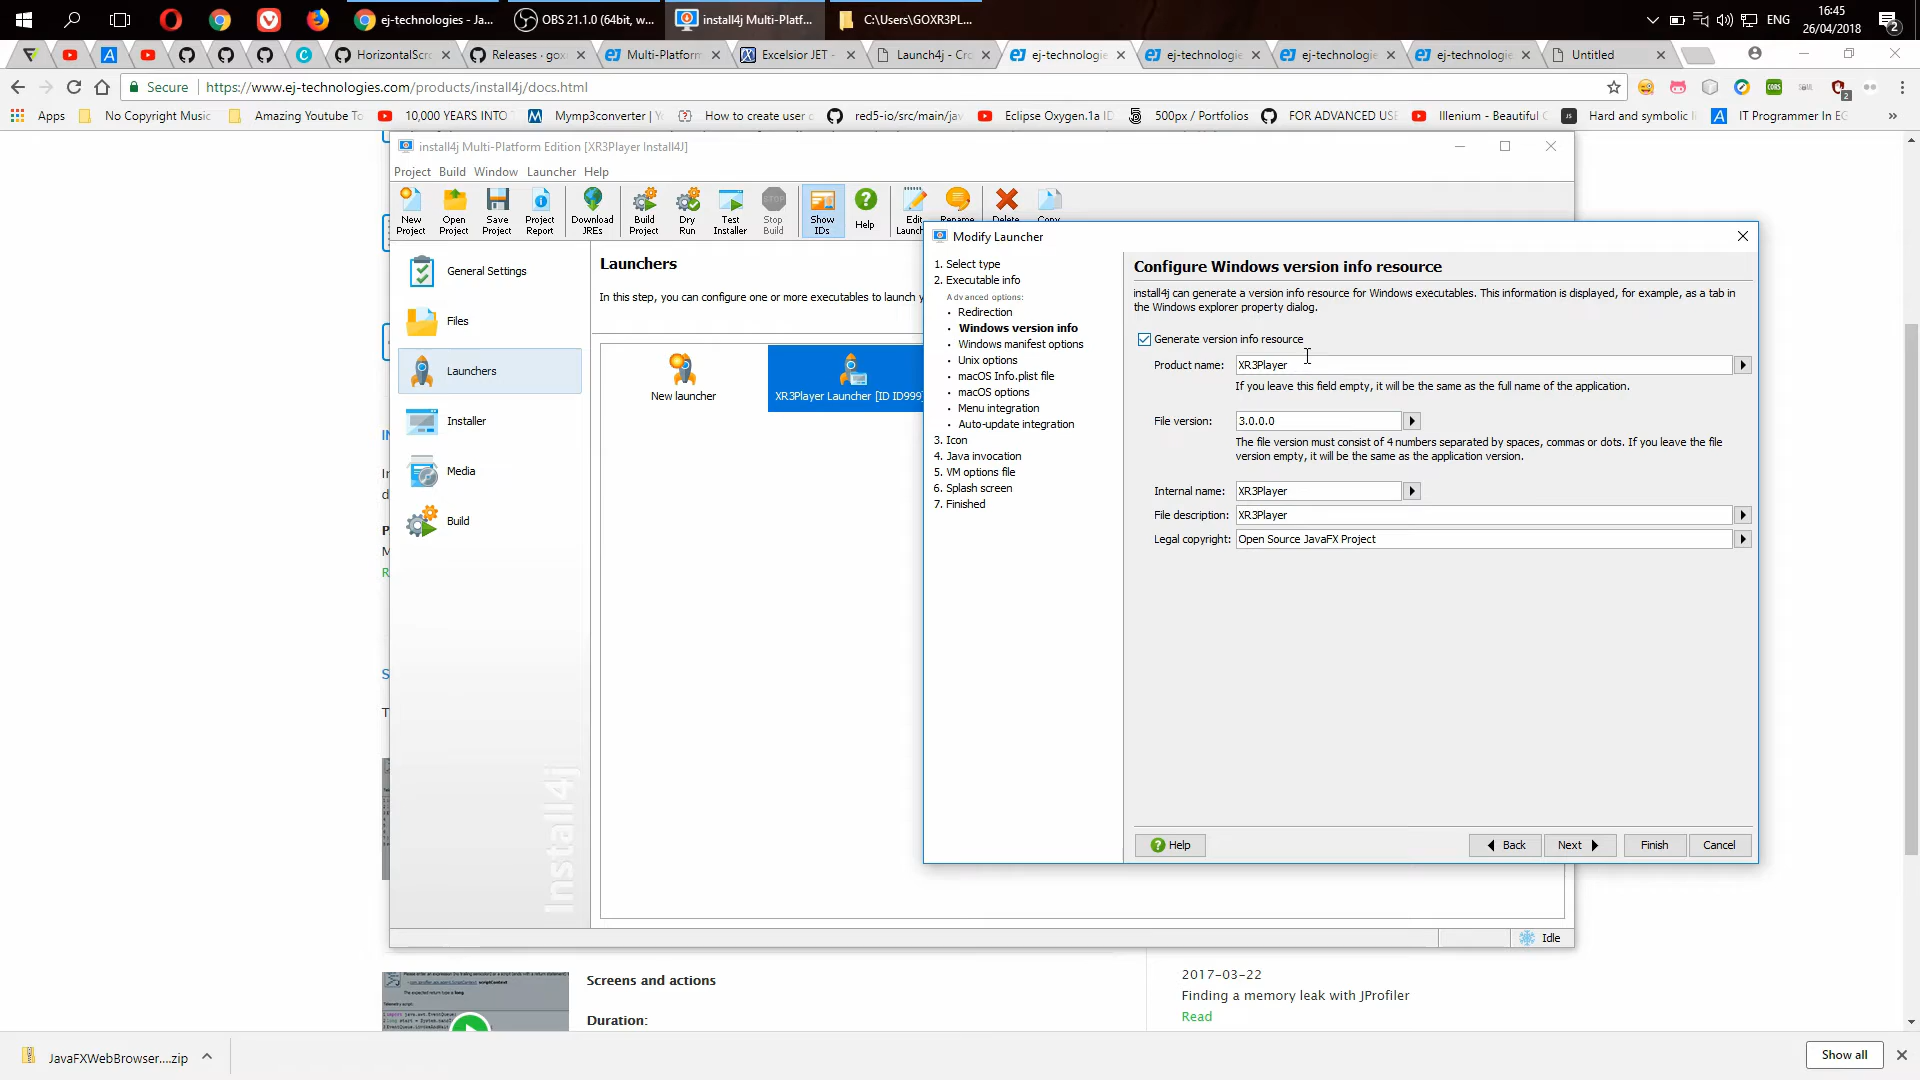 ej-technologies - Ja...
OBS 21.1.0 (64bit, w...
install4j Multi-Platf...
C:\Users\GOXR3PL...
ENG
16:45
26/04/2018
2
HorizontalScr
Releases · gox
Multi-Platform
Excelsior JET -
Launch4j - Cro
ej-technologie
ej-technologie
ej-technologie
ej-technologie
Untitled
Secure
https://www.ej-technologies.com/products/install4j/docs.html
Apps
No Copyright Music
Amazing Youtube To
10,000 YEARS INTO
Mymp3converter | Y
How to create user d
red5-io/src/main/jav
Eclipse Oxygen.1a ID
500px / Portfolios
FOR ADVANCED USE
Illenium - Beautiful C
Hard and symbolic li
IT Programmer In EG
»
install4j Multi-Platform Edition [XR3Player Install4J]
Project Build Window Launcher Help
New Project
Open Project
Save Project
Project Report
Download JREs
Build Project
Dry Run
Test Installer
Stop Build
Show IDs
Help
Edit Launch
Rename
Delete
Copy
General Settings
Files
Launchers
Installer
Media
Build
install4j
Launchers
In this step, you can configure one or more executables to launch y
New launcher
XR3Player Launcher [ID ID999]
Idle
Modify Launcher
1. Select type
2. Executable info
Advanced options:
· Redirection
· Windows version info
· Windows manifest options
· Unix options
· macOS Info.plist file
· macOS options
· Menu integration
· Auto-update integration
3. Icon
4. Java invocation
5. VM options file
6. Splash screen
7. Finished
Configure Windows version info resource
install4j can generate a version info resource for Windows executables. This information is displayed, for example, as a tab in
the Windows explorer property dialog.
Generate version info resource
Product name: XR3Player
If you leave this field empty, it will be the same as the full name of the application.
File version: 3.0.0.0
The file version must consist of 4 numbers separated by spaces, commas or dots. If you leave the file
version empty, it will be the same as the application version.
Internal name: XR3Player
File description: XR3Player
Legal copyright: Open Source JavaFX Project
Help
Back
Next
Finish
Cancel
Screens and actions
Duration:
2017-03-22
Finding a memory leak with JProfiler
Read
JavaFXWebBrowser....zip
Show all